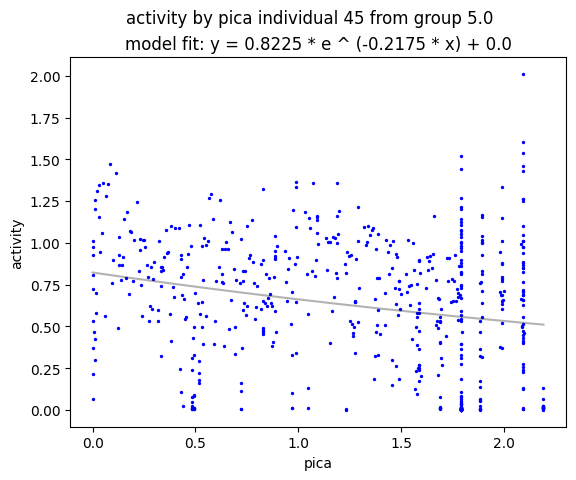 activity by pica individual 45 from group 5.0
model fit: y = 0.8225 * e ^ (-0.2175 * x) + 0.0
2.00
1.75
1.50
1.25
1.00
0.75
0.50
0.25
0.00
activity
0.0 0.5 1.0 1.5 2.0
pica